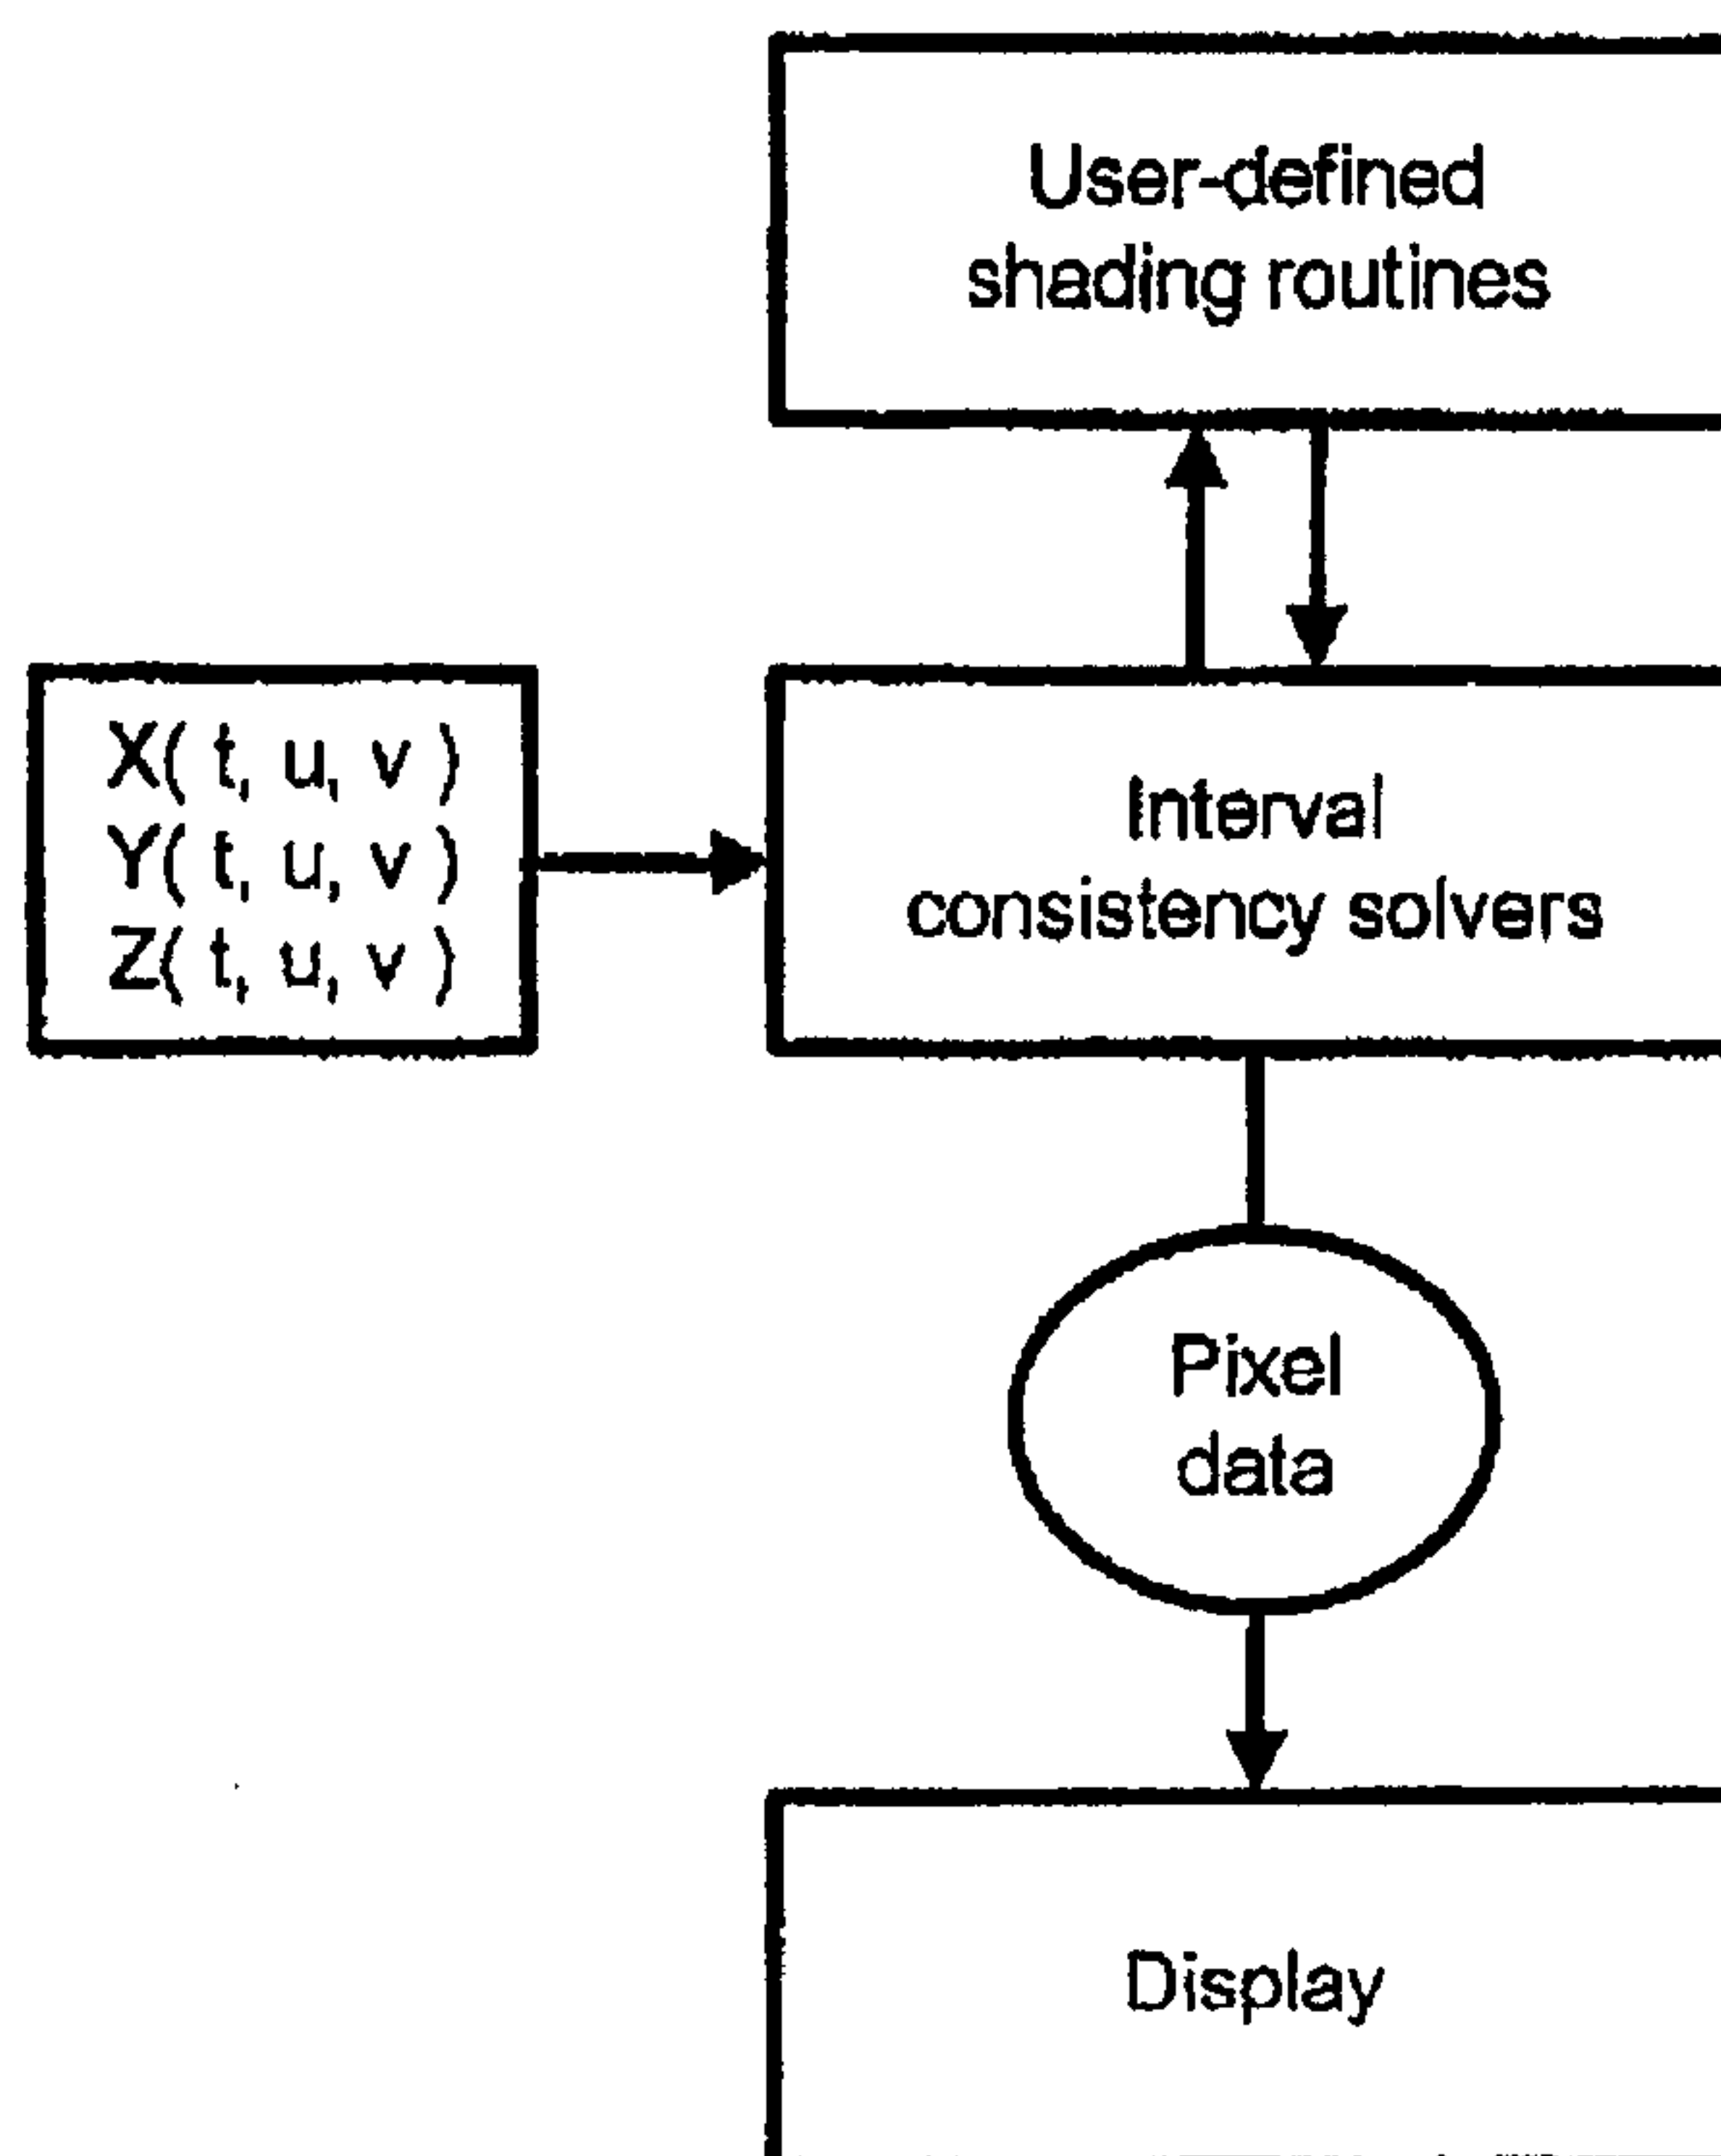 User-defined
shading routines
X( t, u, v )
Y( t, u, v )
Z( t, u, v )
Interval
consistency solvers
Pixel
data
Display